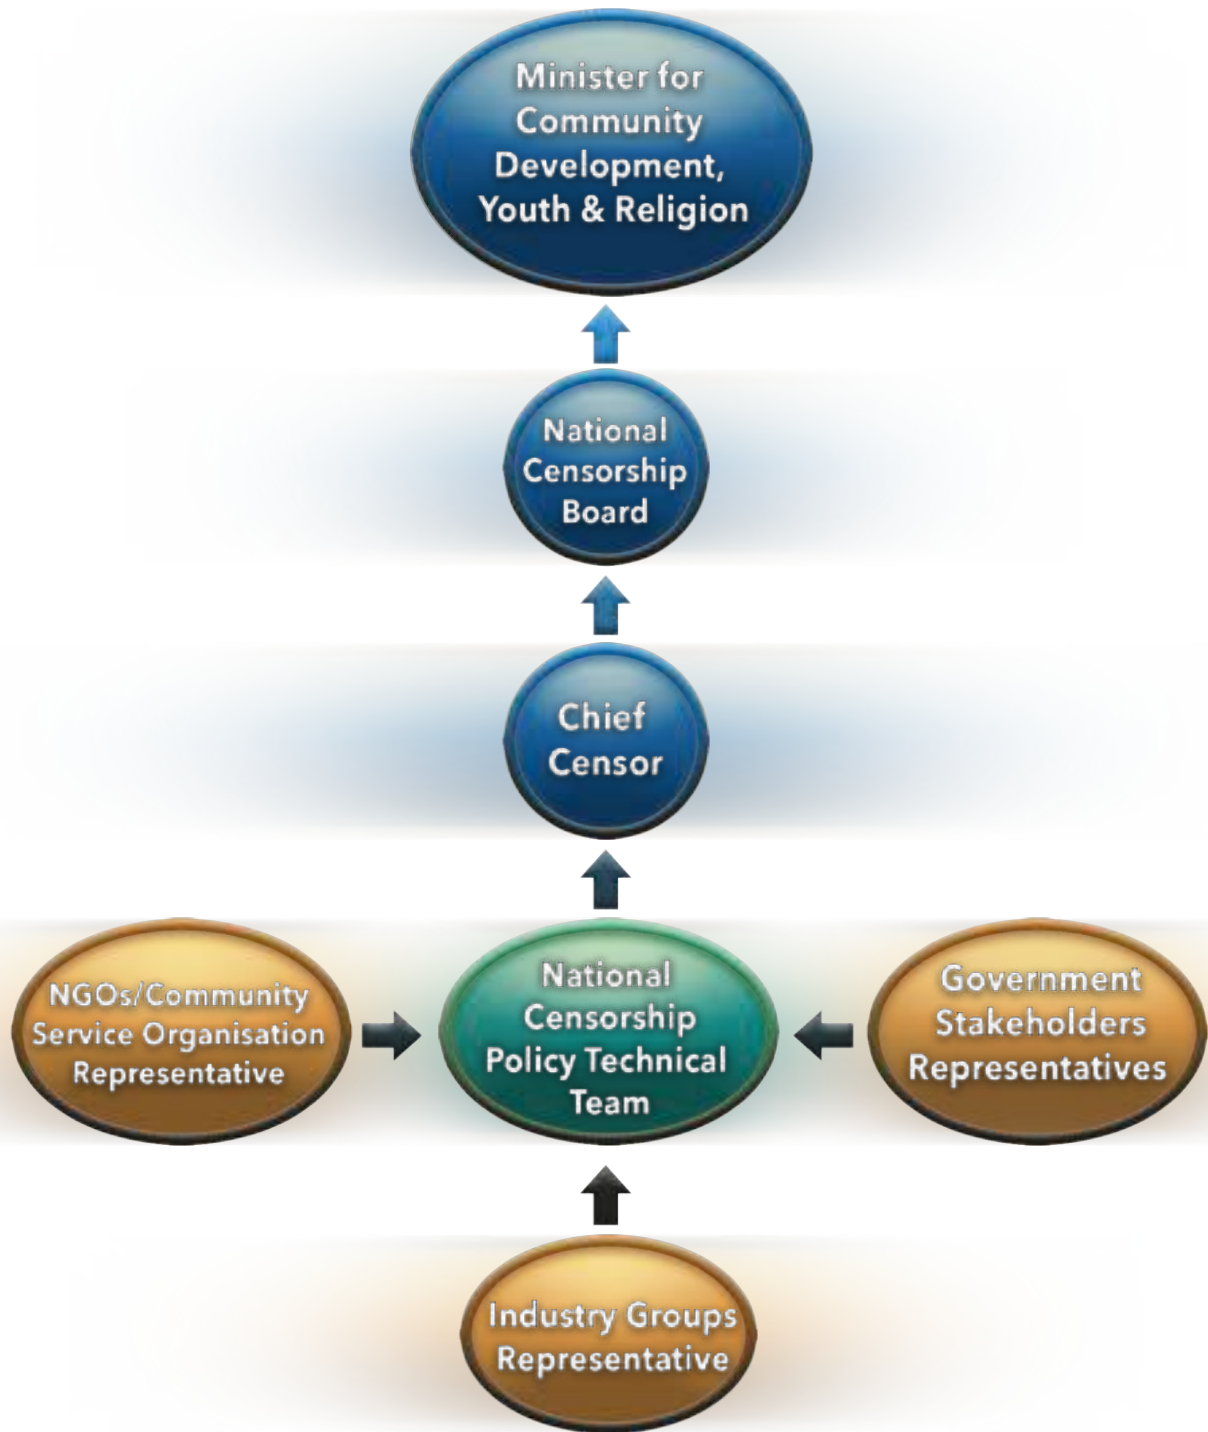 Minister for
Community
Development,
Youth & Religion
National
Censorship
Board
Chief
Censor
NGOs/Community
Service Organisation
Representative
National
Censorship
Policy Technical
Team
Government
Stakeholders
Representatives
Industry Groups
Representative